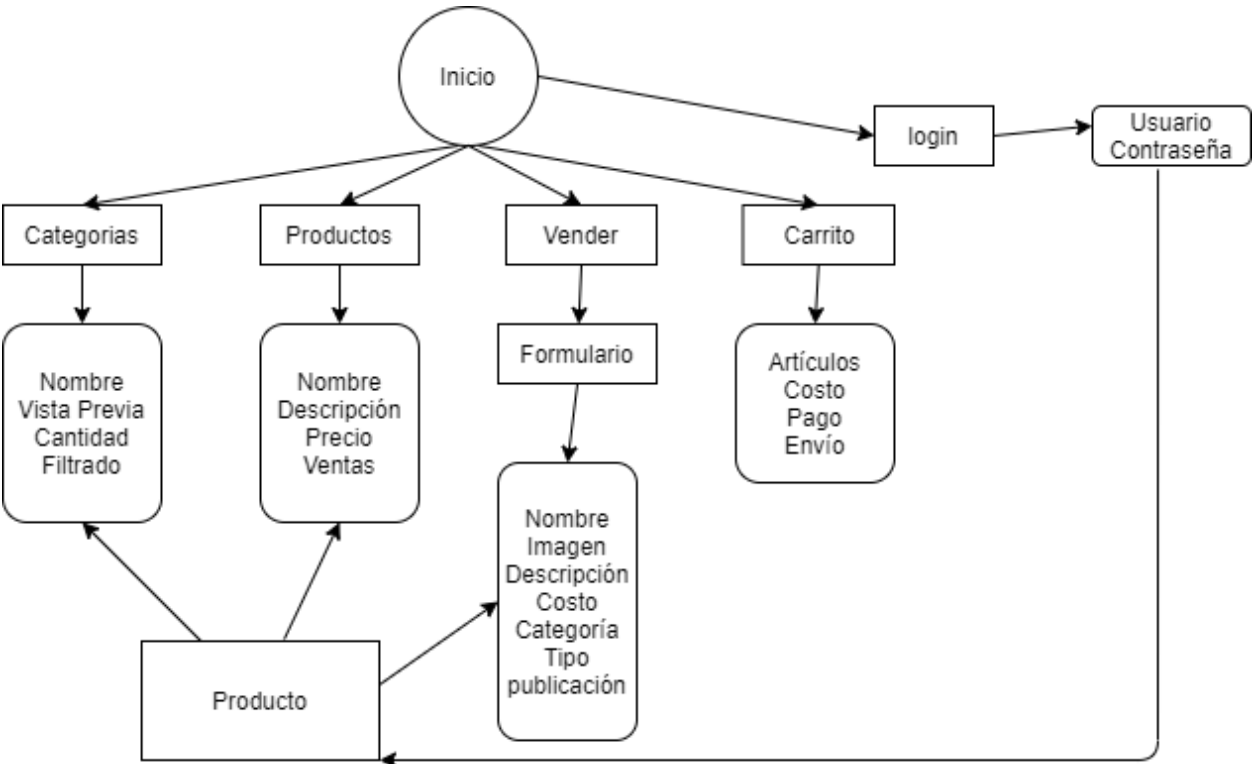 Inicio
login
Usuario
Contraseña
Categorias
Productos
Vender
Carrito
Nombre
Vista Previa
Cantidad
Filtrado
Nombre
Descripción
Precio
Ventas
Formulario
Artículos
Costo
Pago
Envío
Nombre
Imagen
Descripción
Costo
Categoría
Tipo
publicación
Producto